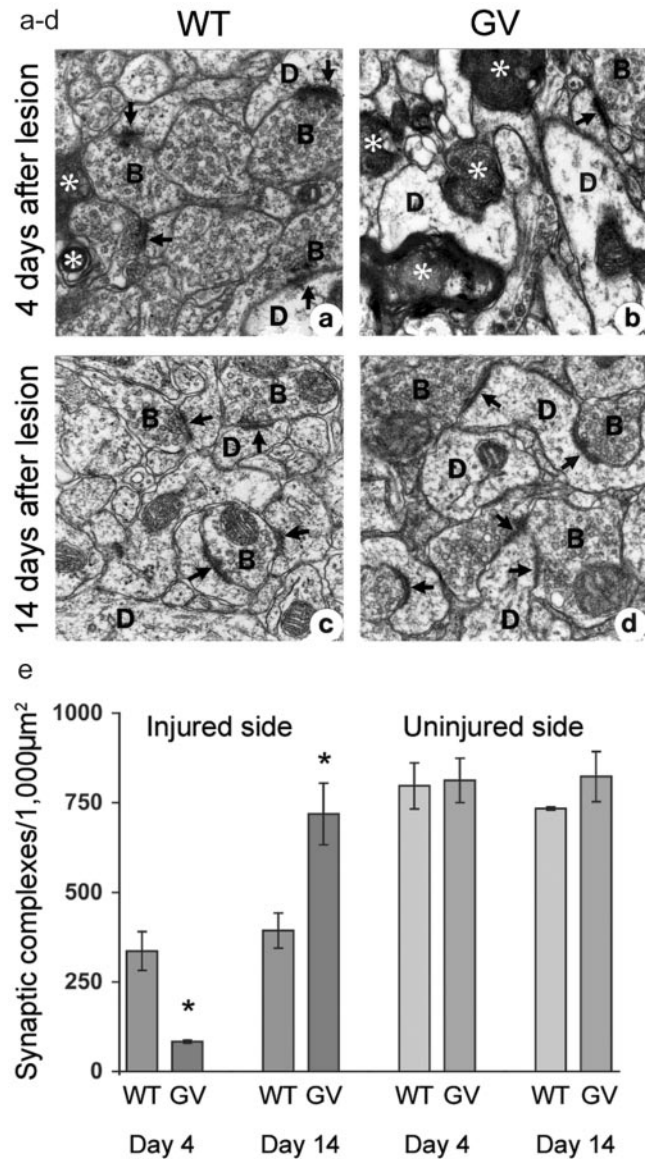 a-d
WT GV
4 days after lesion
D
B
B
*
*
B
D
a
*
B
*
*
D
D
*
b
14 days after lesion
B
B
D
B
D
c
B
D
B
D
B
D
d
e
Synaptic complexes/1,000µm²
1000
750
500
250
0
Injured side Uninjured side
*
*
WT GV WT GV WT GV WT GV
Day 4 Day 14 Day 4 Day 14